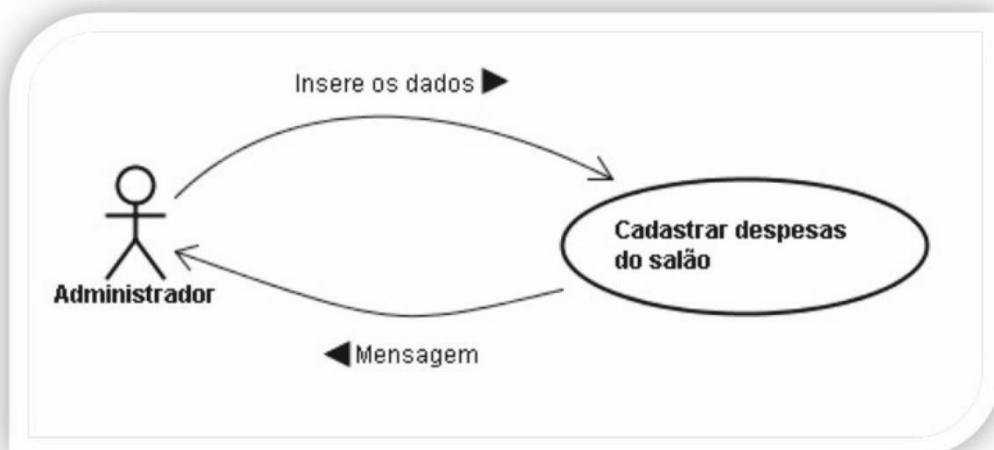 Insere os dados ▶
Cadastrar despesas
do salão
Administrador
◀ Mensagem